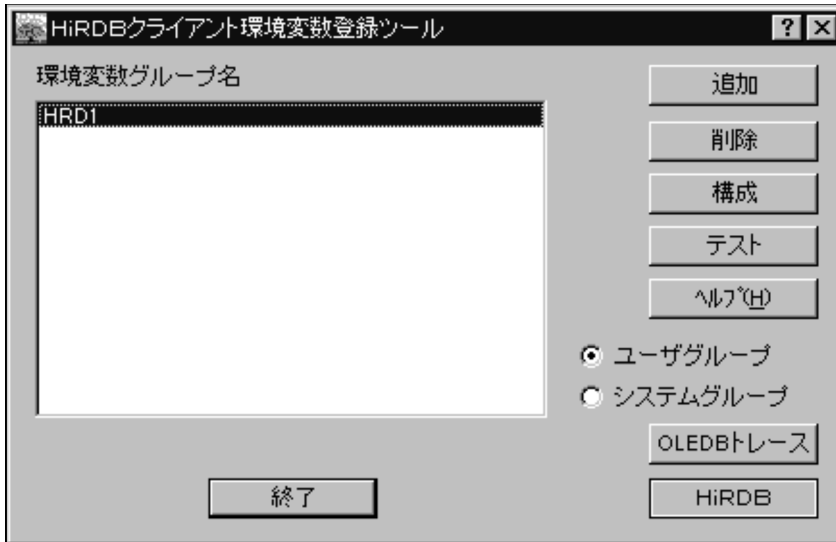 HiRDBクライアント環境変数登録ツール
環境変数グループ名
HRD1
追加
削除
構成
テスト
ﾍﾙﾌﾟ(H)
ユーザグループ
システムグループ
OLEDBトレース
終了
HiRDB